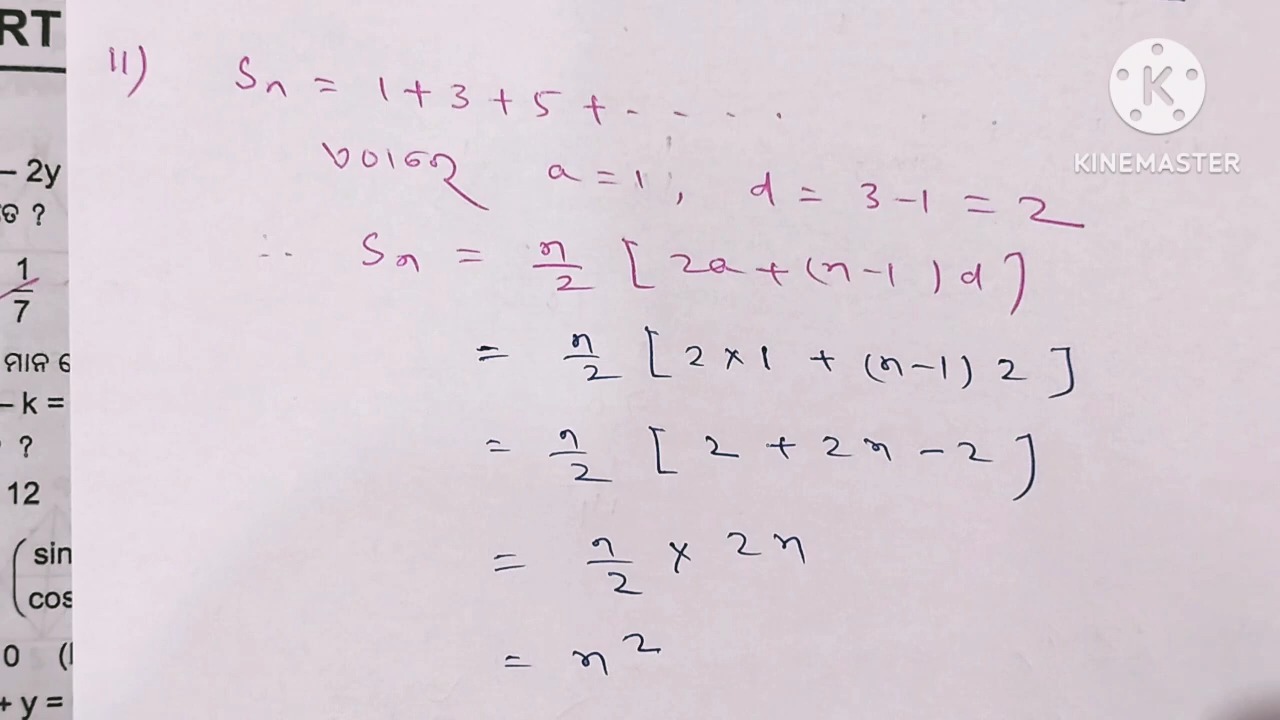 RT
– 2y
ତ ?
1/7
ମାନ
– k =
?
12
( sin
cos
0 (
+ y =
11) Sn = 1 + 3 + 5 + - - - .
ଏଠାରେ a = 1, d = 3 - 1 = 2
∴ Sn = n/2 [2a + (n-1)d]
= n/2 [2 × 1 + (n-1) 2]
= n/2 [2 + 2n - 2]
= n/2 × 2n
= n²
KINEMASTER